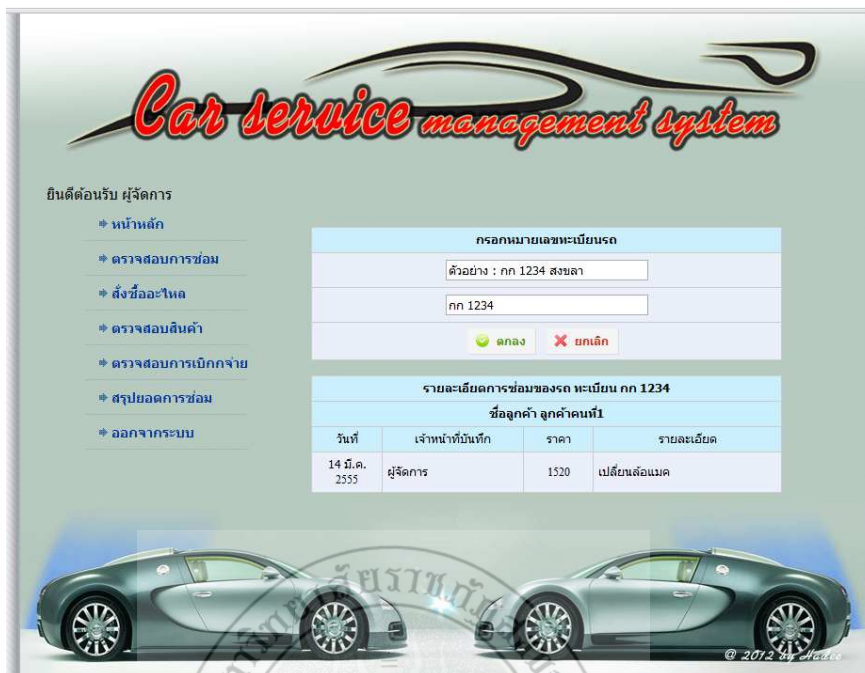 Car service management system
ยินดีต้อนรับ ผู้จัดการ
หน้าหลัก
ตรวจสอบการซ่อม
สั่งซื้ออะไหล่
ตรวจสอบสินค้า
ตรวจสอบการเบิกกจ่าย
สรุปยอดการซ่อม
ออกจากระบบ
กรอกหมายเลขทะเบียนรถ
ตัวอย่าง : กก 1234 สงขลา
กก 1234
ตกลง ยกเลิก
รายละเอียดการซ่อมของรถ ทะเบียน กก 1234
ชื่อลูกค้า ลูกค้าคนที่1
วันที่ เจ้าหน้าที่บันทึก ราคา รายละเอียด
14 มี.ค. 2555 ผู้จัดการ 1520 เปลี่ยนล้อแมค
@ 2012 by Hadee